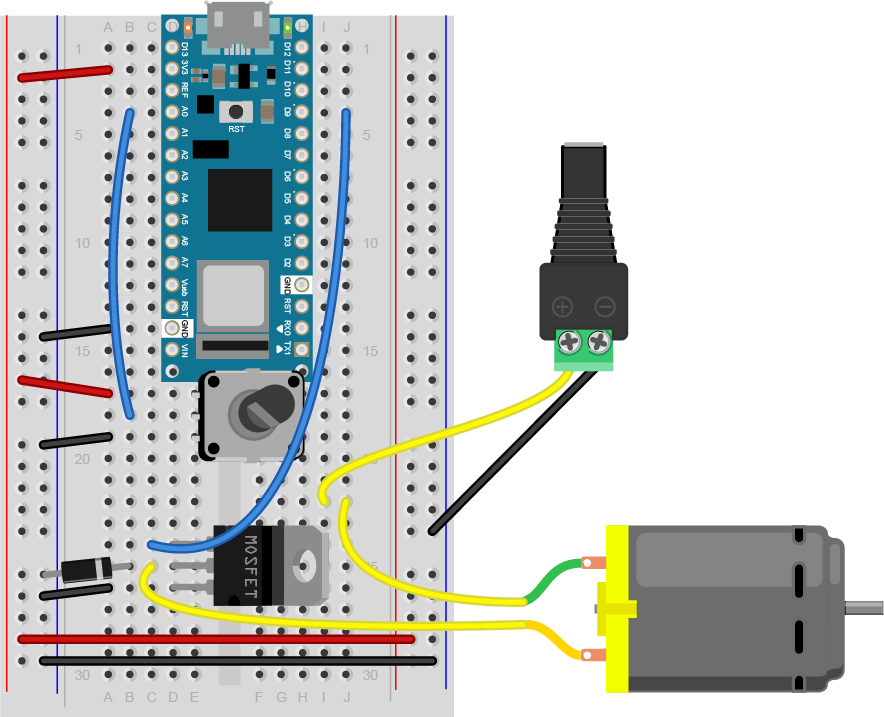 A B C D H I J
D13 D12
1 1
3V3 D11
REF D10
A0 D9
RST
5 5
A1 D8
A2 D7
A3 D6
A4 D5
A5 D4
10 10
A6 D3
A7 D2
Vusb GND
RST RST
GND RX0
15 15
VIN TX1
20
MOSFET
30 30
A B C D E F G H I J